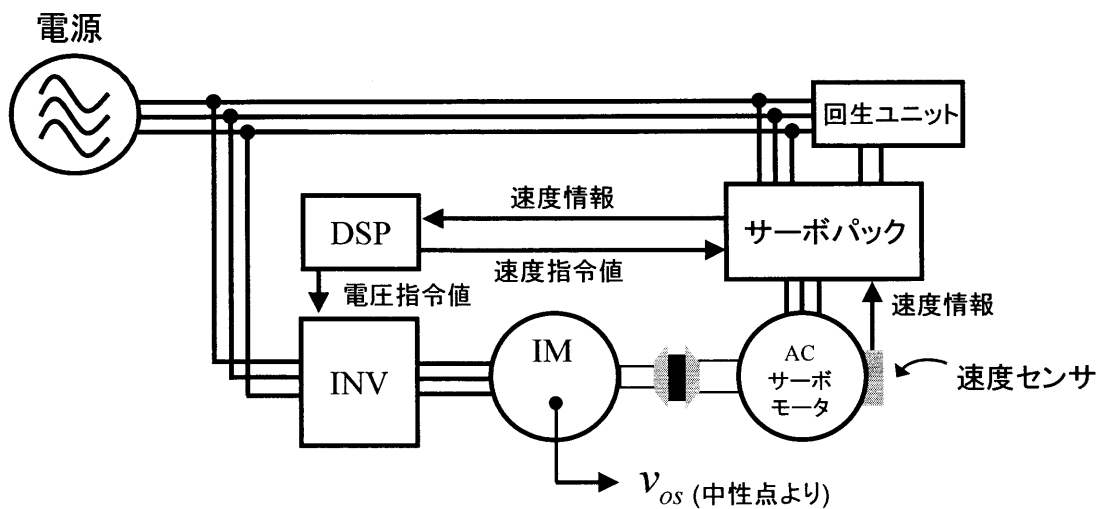 電源
回生ユニット
速度情報
DSP
サーボパック
速度指令値
電圧指令値
速度情報
INV
IM
AC
サーボ
モータ
速度センサ
vos (中性点より)